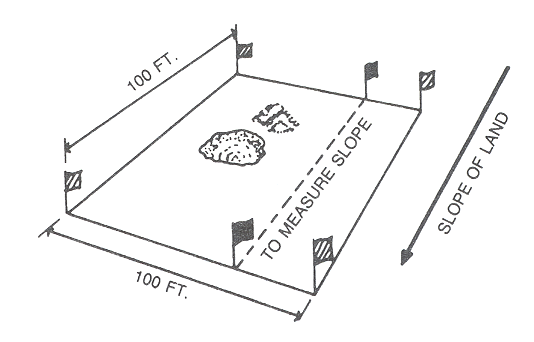 100 FT.
TO MEASURE SLOPE
SLOPE OF LAND
100 FT.